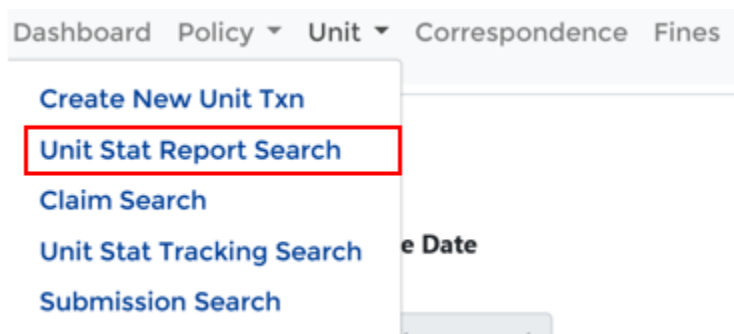 Dashboard Policy Unit Correspondence Fines
Create New Unit Txn
Unit Stat Report Search
Claim Search
Unit Stat Tracking Search
e Date
Submission Search